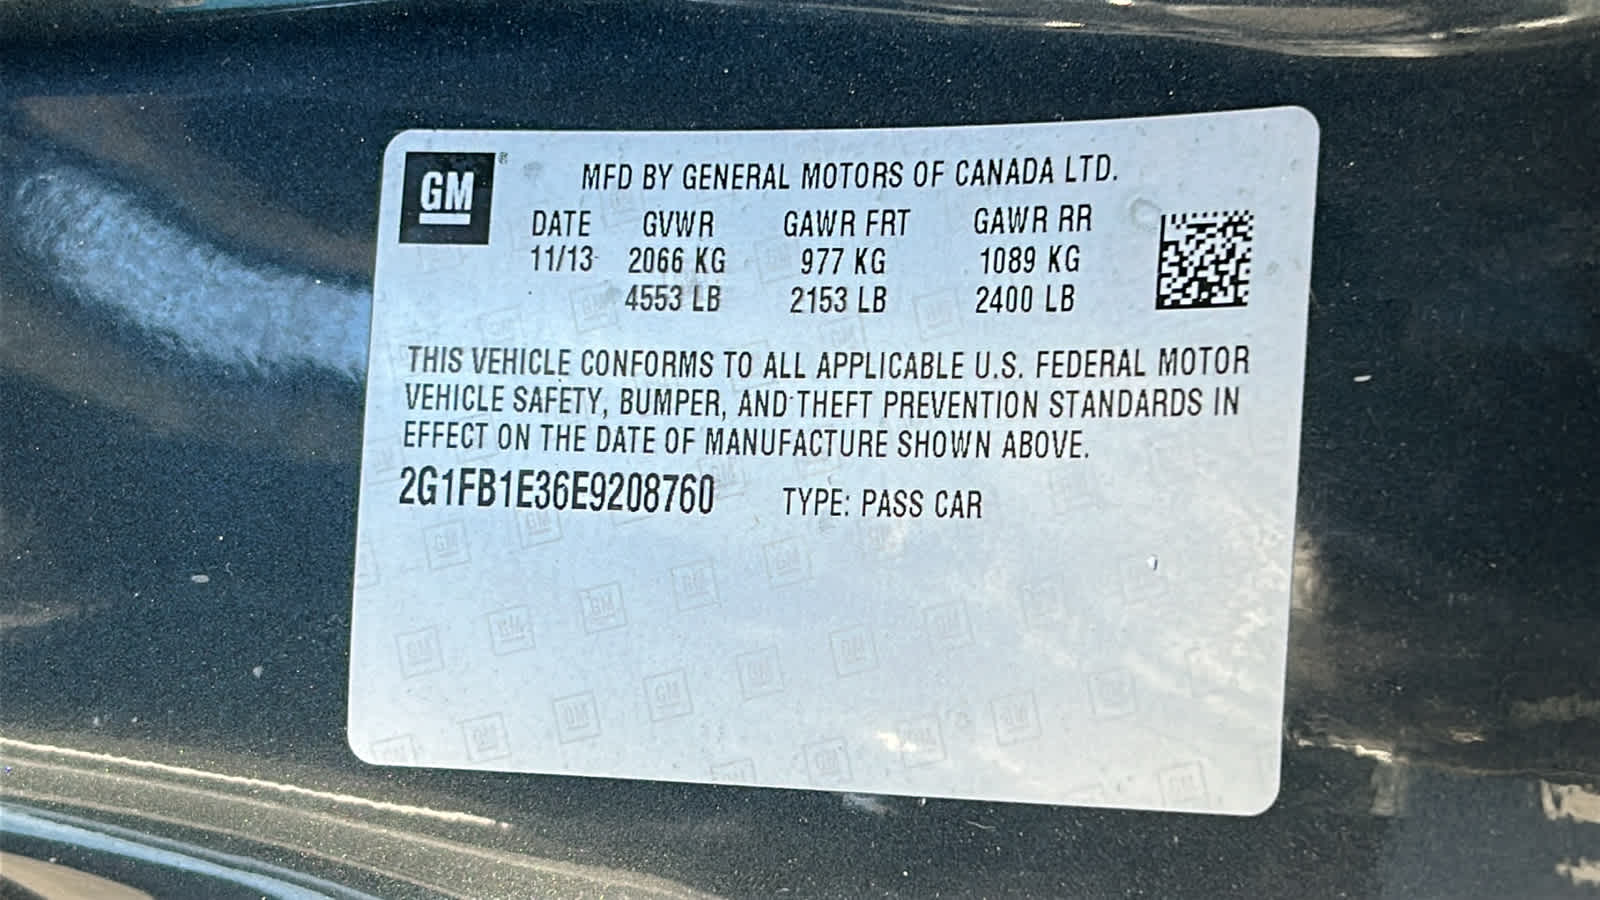 GM
MFD BY GENERAL MOTORS OF CANADA LTD.
DATE GVWR GAWR FRT GAWR RR
11/13 2066 KG 977 KG 1089 KG
4553 LB 2153 LB 2400 LB
THIS VEHICLE CONFORMS TO ALL APPLICABLE U.S. FEDERAL MOTOR
VEHICLE SAFETY, BUMPER, AND THEFT PREVENTION STANDARDS IN
EFFECT ON THE DATE OF MANUFACTURE SHOWN ABOVE.
2G1FB1E36E9208760 TYPE: PASS CAR